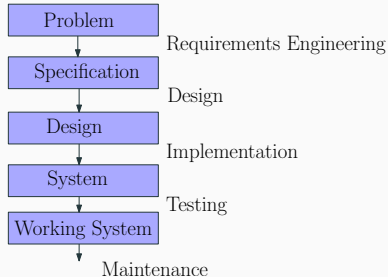 Problem
Requirements Engineering
Specification
Design
Design
Implementation
System
Testing
Working System
Maintenance